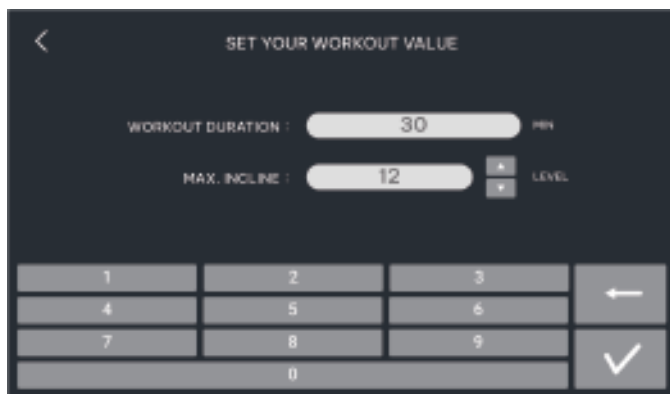 SET YOUR WORKOUT VALUE
WORKOUT DURATION : 30 MIN
MAX. INCLINE : 12 LEVEL
1 2 3
4 5 6
7 8 9
0